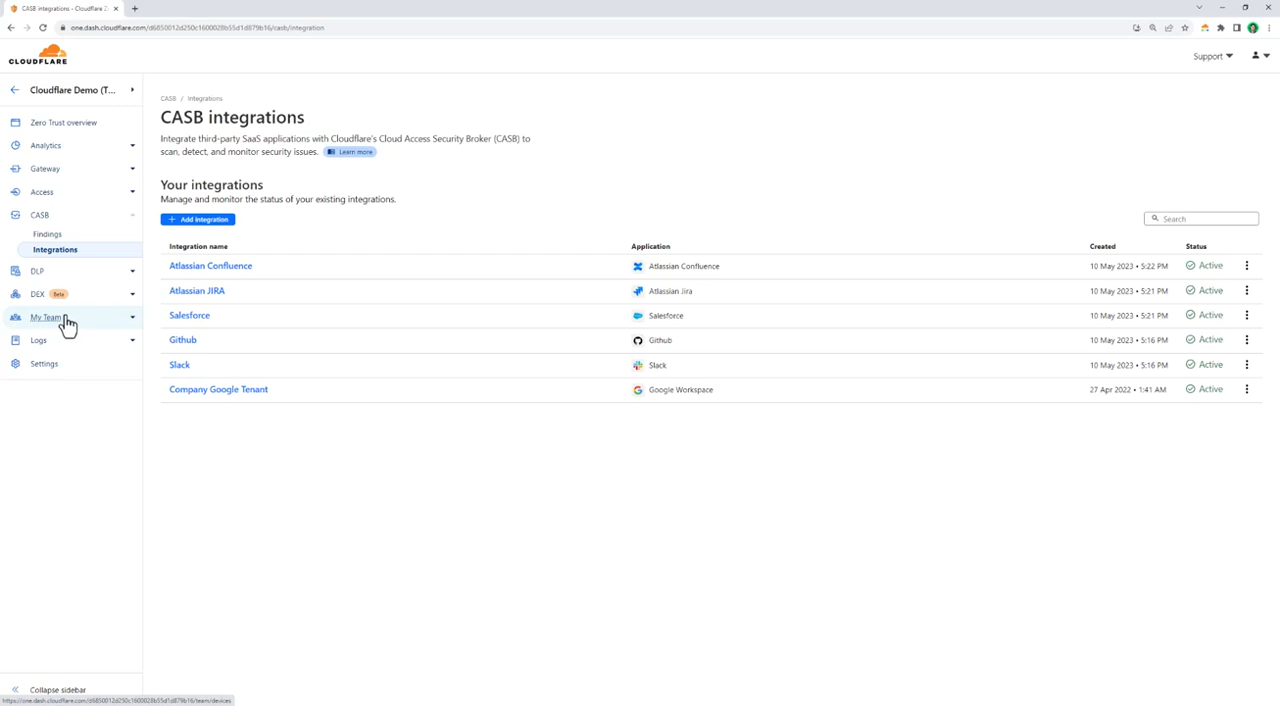 CASB integrations - Cloudflare Z
one.dash.cloudflare.com/d6850012d250c1600028b55d1d879b16/casb/integration
CLOUDFLARE
Support
Cloudflare Demo (T...
Zero Trust overview
Analytics
Gateway
Access
CASB
Findings
Integrations
DLP
DEX Beta
My Team
Logs
Settings
Collapse sidebar
https://one.dash.cloudflare.com/d6850012d250c1600028b55d1d879b16/team/devices
CASB / Integrations
CASB integrations
Integrate third-party SaaS applications with Cloudflare's Cloud Access Security Broker (CASB) to
scan, detect, and monitor security issues. Learn more
Your integrations
Manage and monitor the status of your existing integrations.
+ Add integration
Search
Integration name Application Created Status
Atlassian Confluence Atlassian Confluence 10 May 2023 • 5:22 PM Active
Atlassian JIRA Atlassian Jira 10 May 2023 • 5:21 PM Active
Salesforce Salesforce 10 May 2023 • 5:21 PM Active
Github Github 10 May 2023 • 5:16 PM Active
Slack Slack 10 May 2023 • 5:16 PM Active
Company Google Tenant Google Workspace 27 Apr 2022 • 1:41 AM Active